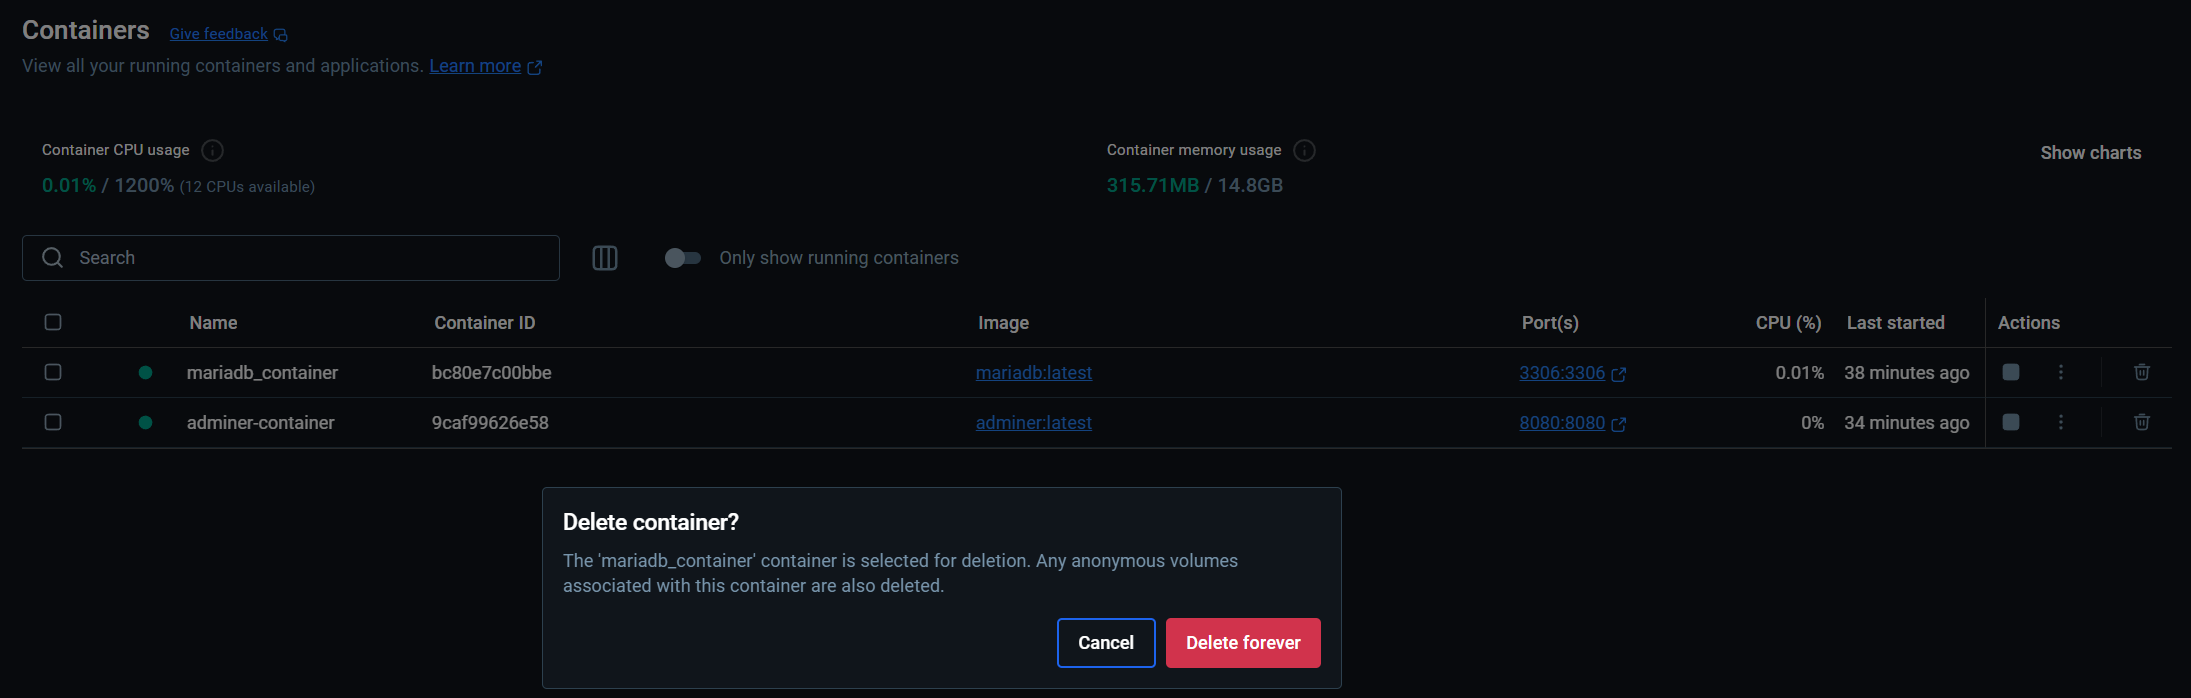 Containers Give feedback
View all your running containers and applications. Learn more
Container CPU usage
0.01% / 1200% (12 CPUs available)
Container memory usage
315.71MB / 14.8GB
Show charts
Search
Only show running containers
Name Container ID Image Port(s) CPU (%) Last started Actions
mariadb_container bc80e7c00bbe mariadb:latest 3306:3306 0.01% 38 minutes ago
adminer-container 9caf99626e58 adminer:latest 8080:8080 0% 34 minutes ago
Delete container?
The 'mariadb_container' container is selected for deletion. Any anonymous volumes
associated with this container are also deleted.
Cancel Delete forever